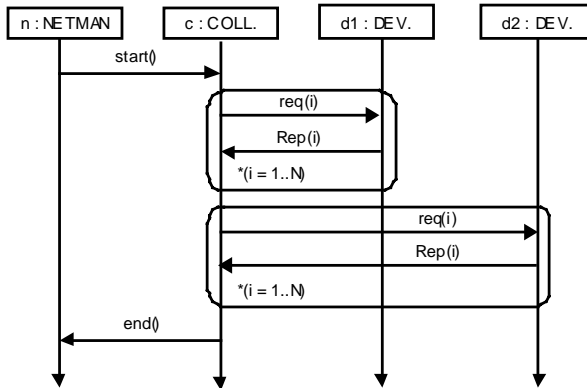 n : NETMAN
c : COLL.
d1 : DEV.
d2 : DEV.
start()
req(i)
Rep(i)
*(i = 1..N)
req(i)
Rep(i)
*(i = 1..N)
end()